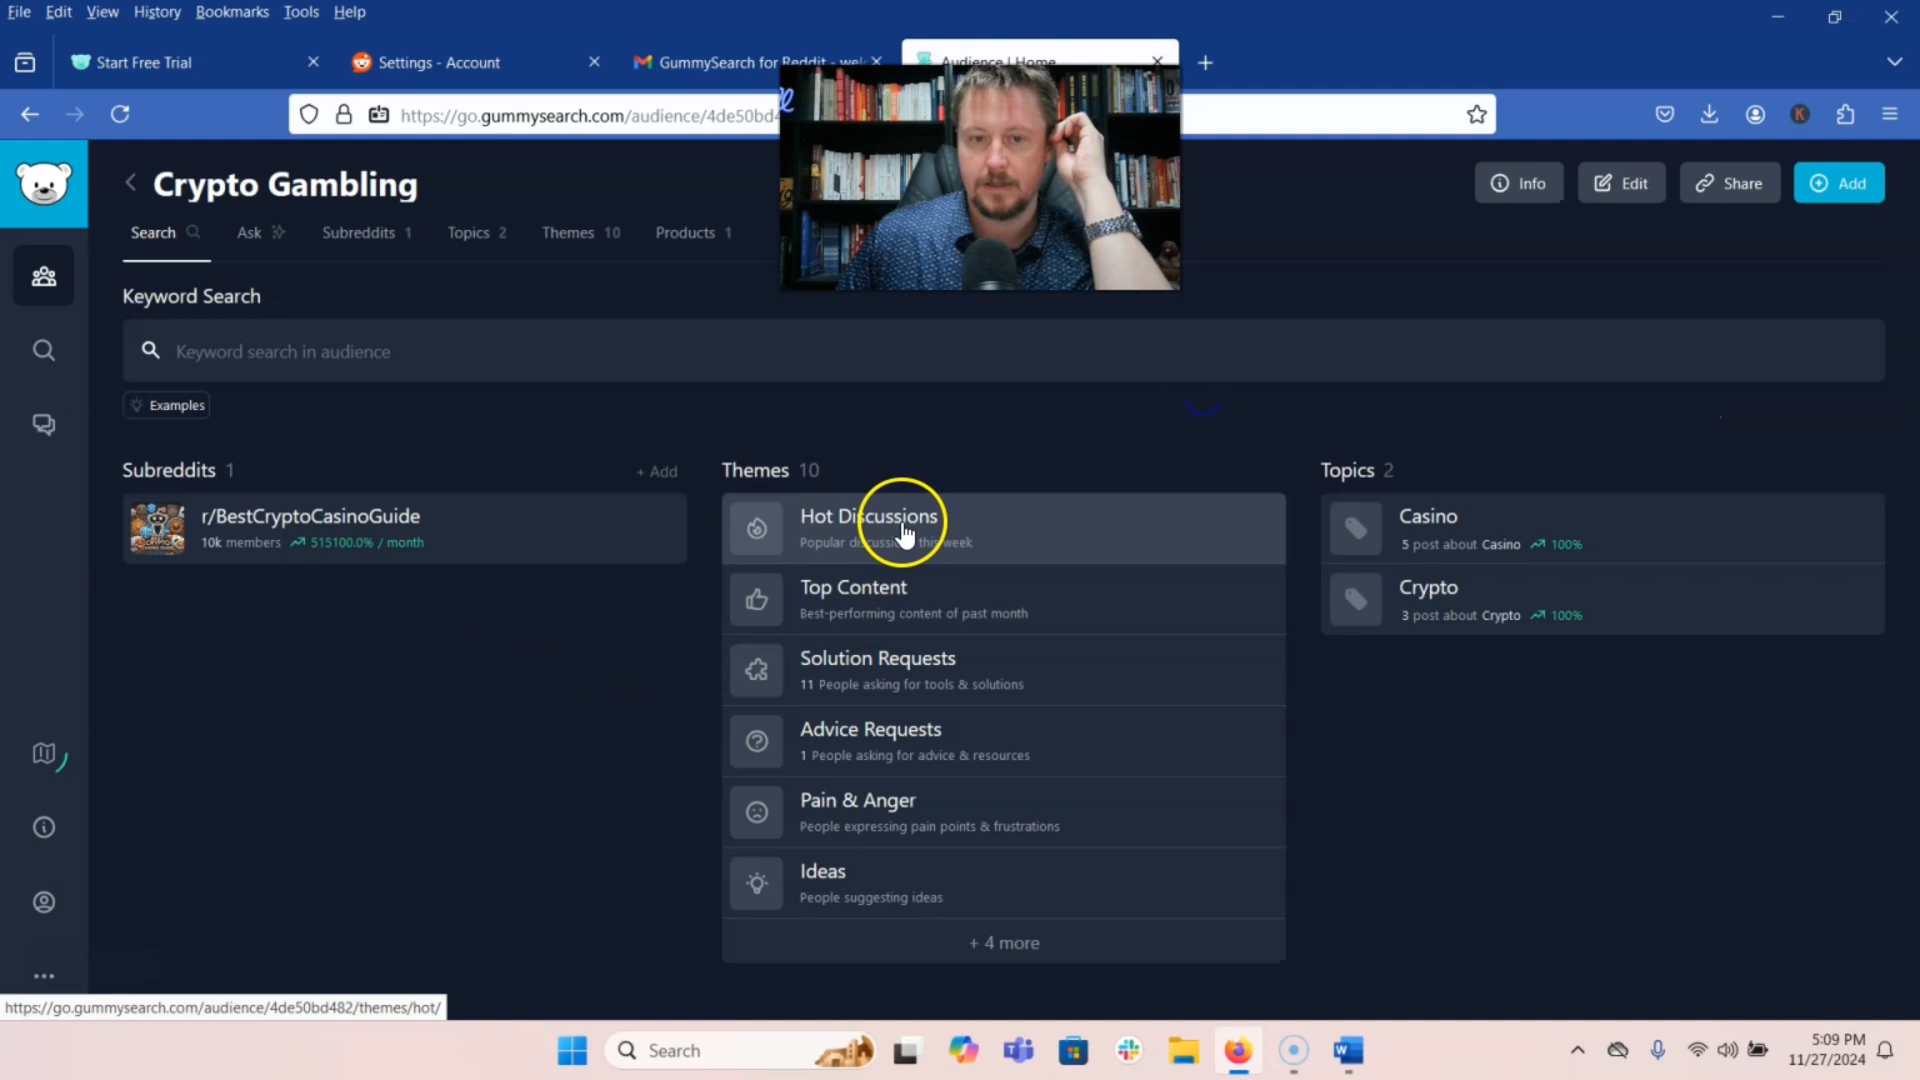 File Edit View History Bookmarks Tools Help
Start Free Trial
Settings - Account
GummySearch for Reddit - wel
Audience | Home
https://go.gummysearch.com/audience/4de50bd4
K
Crypto Gambling
Info
Edit
Share
Add
Search
Ask
Subreddits 1
Topics 2
Themes 10
Products 1
Keyword Search
Keyword search in audience
Examples
Subreddits 1
+ Add
r/BestCryptoCasinoGuide
10k members 515100.0% / month
Themes 10
Hot Discussions
Popular discussions this week
Top Content
Best-performing content of past month
Solution Requests
11 People asking for tools & solutions
Advice Requests
1 People asking for advice & resources
Pain & Anger
People expressing pain points & frustrations
Ideas
People suggesting ideas
+ 4 more
Topics 2
Casino
5 post about Casino 100%
Crypto
3 post about Crypto 100%
https://go.gummysearch.com/audience/4de50bd482/themes/hot/
Search
5:09 PM
11/27/2024